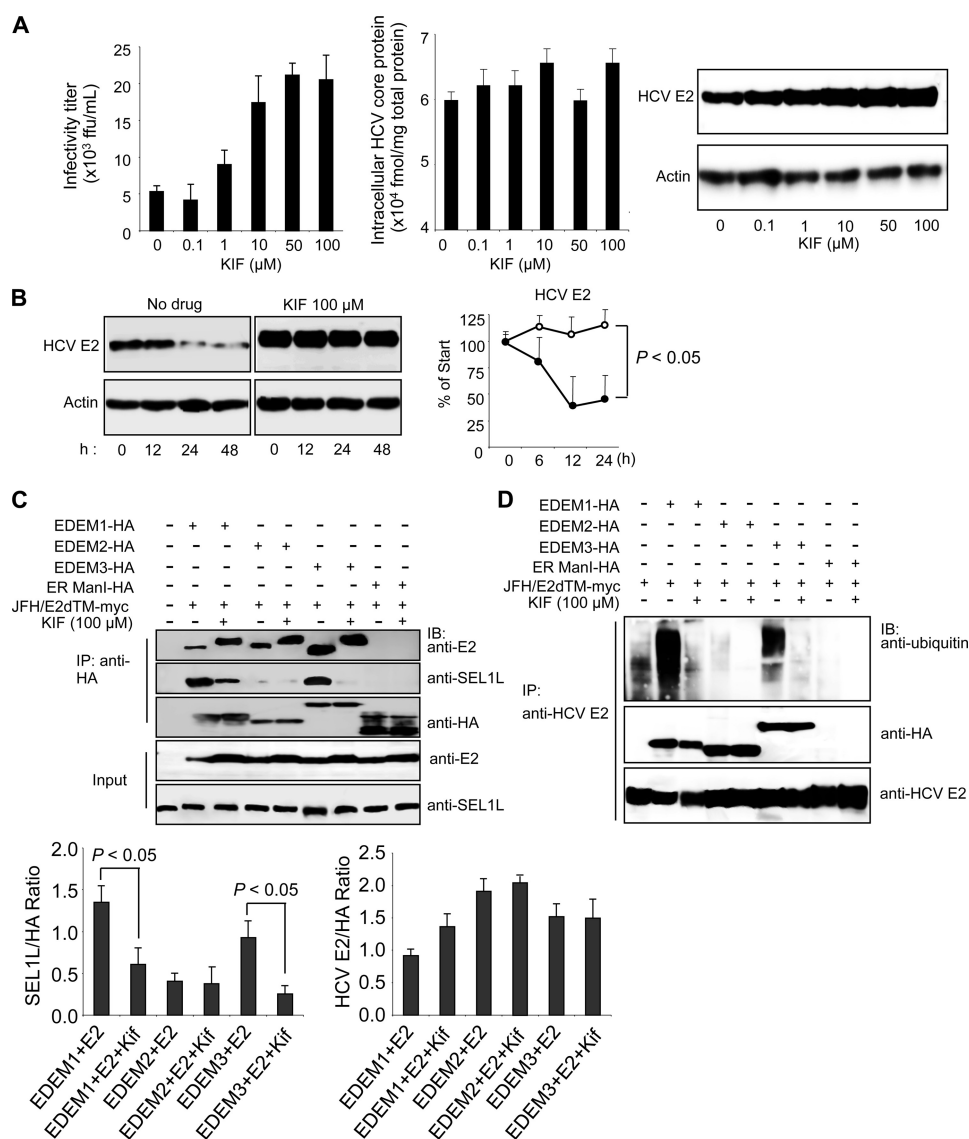 A
Infectivity titer
(x10³ ffu/mL)
25
20
15
10
5
0
0 0.1 1 10 50 100
KIF (µM)
Intracellular HCV core protein
(x10⁴ fmol/mg total protein)
7
6
5
4
0 0.1 1 10 50 100
KIF (µM)
HCV E2
Actin
0 0.1 1 10 50 100
KIF (µM)
B
No drug KIF 100 µM
HCV E2
Actin
h : 0 12 24 48 0 12 24 48
HCV E2
% of Start
125
100
75
50
25
0
0 6 12 24 (h)
P < 0.05
C
EDEM1-HA - + + - - - - - -
EDEM2-HA - - - + + - - - -
EDEM3-HA - - - - - + + - -
ER ManI-HA - - - - - - - + +
JFH/E2dTM-myc - + + + + + + + +
KIF (100 µM) - - + - + - + - +
IP: anti-
HA
IB:
anti-E2
anti-SEL1L
anti-HA
Input
anti-E2
anti-SEL1L
SEL1L/HA Ratio
2.0
1.5
1.0
0.5
0.0
P < 0.05
P < 0.05
EDEM1+E2
EDEM1+E2+Kif
EDEM2+E2
EDEM2+E2+Kif
EDEM3+E2
EDEM3+E2+Kif
HCV E2/HA Ratio
2.5
2.0
1.5
1.0
0.5
0.0
EDEM1+E2
EDEM1+E2+Kif
EDEM2+E2
EDEM2+E2+Kif
EDEM3+E2
EDEM3+E2+Kif
D
EDEM1-HA - + + - - - - - -
EDEM2-HA - - - + + - - - -
EDEM3-HA - - - - - + + - -
ER ManI-HA - - - - - - - + +
JFH/E2dTM-myc + + + + + + + + +
KIF (100 µM) - - + - + - + - +
IP:
anti-HCV E2
IB:
anti-ubiquitin
anti-HA
anti-HCV E2